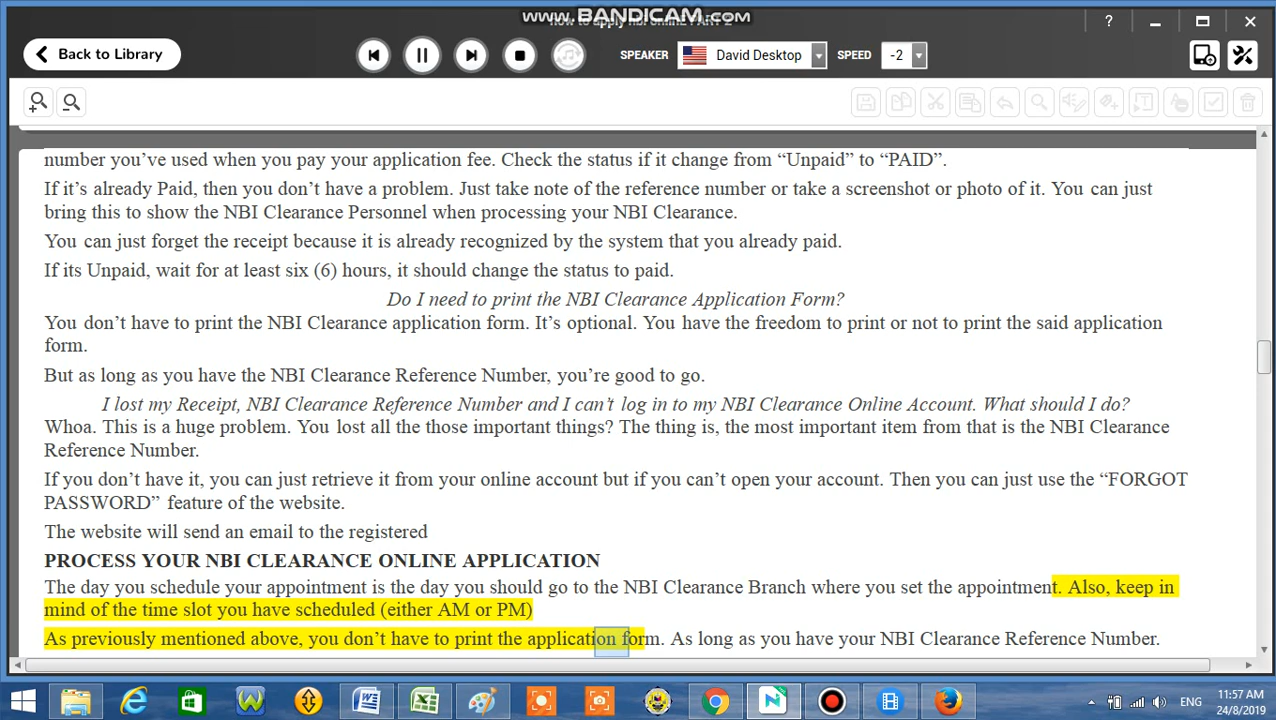 www.BANDICAM.com
how to apply nbi online PART 2
?
Back to Library
SPEAKER David Desktop SPEED -2
number you’ve used when you pay your application fee. Check the status if it change from “Unpaid” to “PAID”.
If it’s already Paid, then you don’t have a problem. Just take note of the reference number or take a screenshot or photo of it. You can just
bring this to show the NBI Clearance Personnel when processing your NBI Clearance.
You can just forget the receipt because it is already recognized by the system that you already paid.
If its Unpaid, wait for at least six (6) hours, it should change the status to paid.
Do I need to print the NBI Clearance Application Form?
You don’t have to print the NBI Clearance application form. It’s optional. You have the freedom to print or not to print the said application
form.
But as long as you have the NBI Clearance Reference Number, you’re good to go.
I lost my Receipt, NBI Clearance Reference Number and I can’t log in to my NBI Clearance Online Account. What should I do?
Whoa. This is a huge problem. You lost all the those important things? The thing is, the most important item from that is the NBI Clearance
Reference Number.
If you don’t have it, you can just retrieve it from your online account but if you can’t open your account. Then you can just use the “FORGOT
PASSWORD” feature of the website.
The website will send an email to the registered
PROCESS YOUR NBI CLEARANCE ONLINE APPLICATION
The day you schedule your appointment is the day you should go to the NBI Clearance Branch where you set the appointment. Also, keep in
mind of the time slot you have scheduled (either AM or PM)
As previously mentioned above, you don’t have to print the application form. As long as you have your NBI Clearance Reference Number.
ENG
11:57 AM
24/8/2019